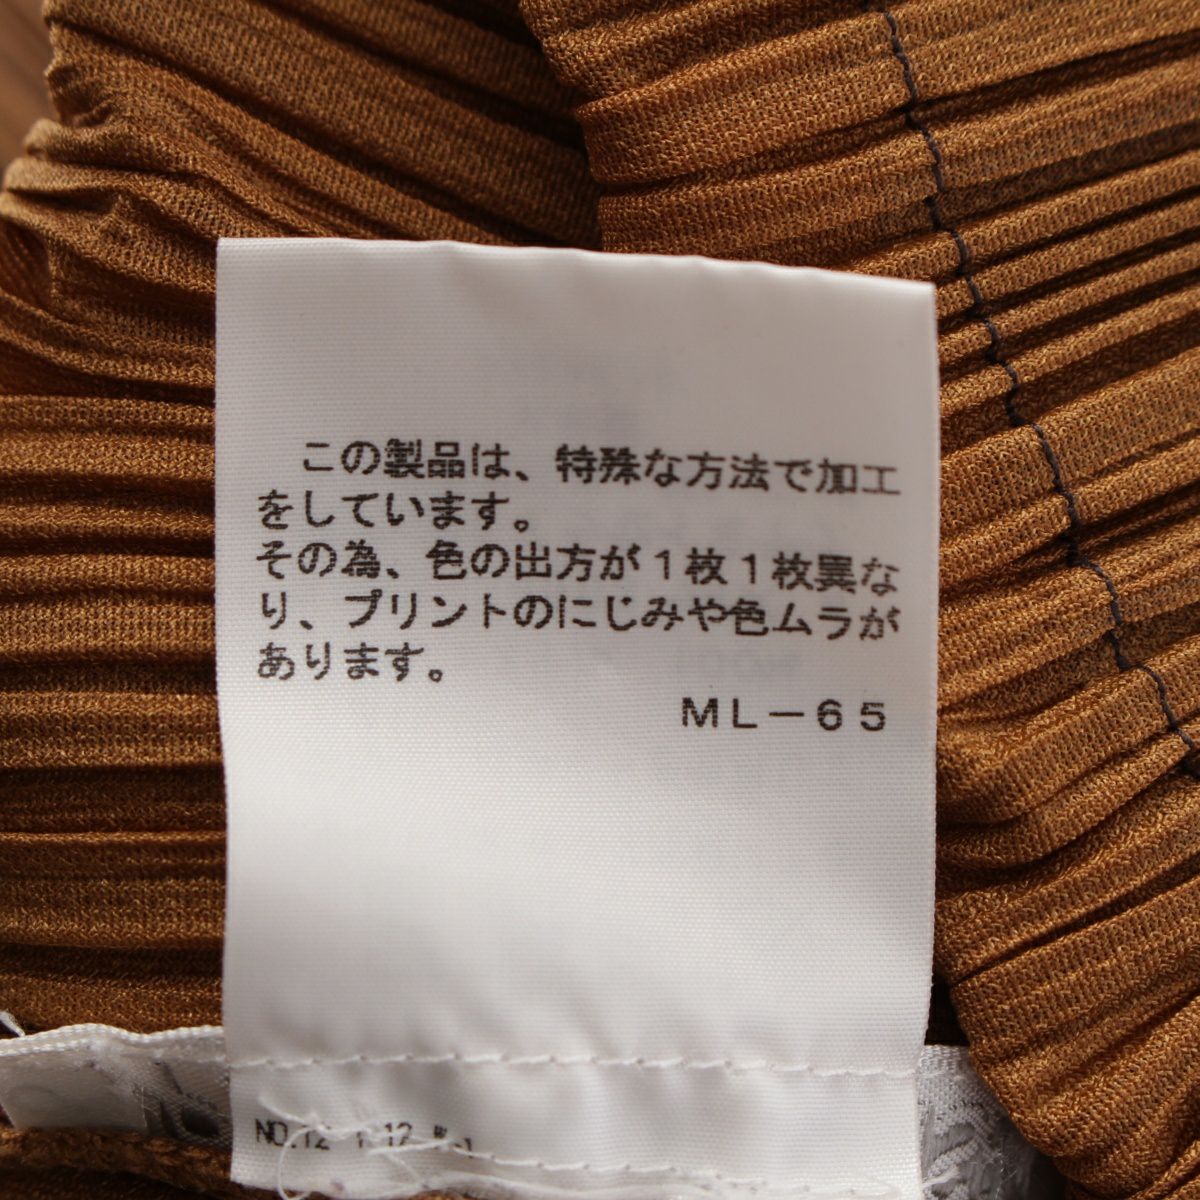 この製品は、特殊な方法で加工
をしています。
その為、色の出方が１枚１枚異な
り、プリントのにじみや色ムラが
あります。
ＭＬ－６５
NO.12